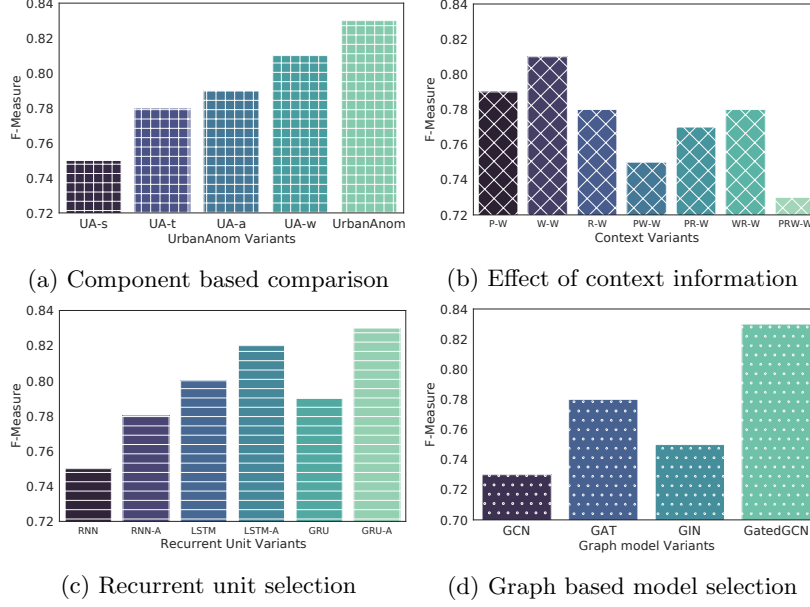 0.84
0.82
0.80
0.78
0.76
0.74
0.72
F-Measure
UA-s UA-t UA-a UA-w UrbanAnom
UrbanAnom Variants
(a) Component based comparison
0.84
0.82
0.80
0.78
0.76
0.74
0.72
F-Measure
P-W W-W R-W PW-W PR-W WR-W PRW-W
Context Variants
(b) Effect of context information
0.84
0.82
0.80
0.78
0.76
0.74
0.72
F-Measure
RNN RNN-A LSTM LSTM-A GRU GRU-A
Recurrent Unit Variants
(c) Recurrent unit selection
0.84
0.82
0.80
0.78
0.76
0.74
0.72
0.70
F-Measure
GCN GAT GIN GatedGCN
Graph model Variants
(d) Graph based model selection